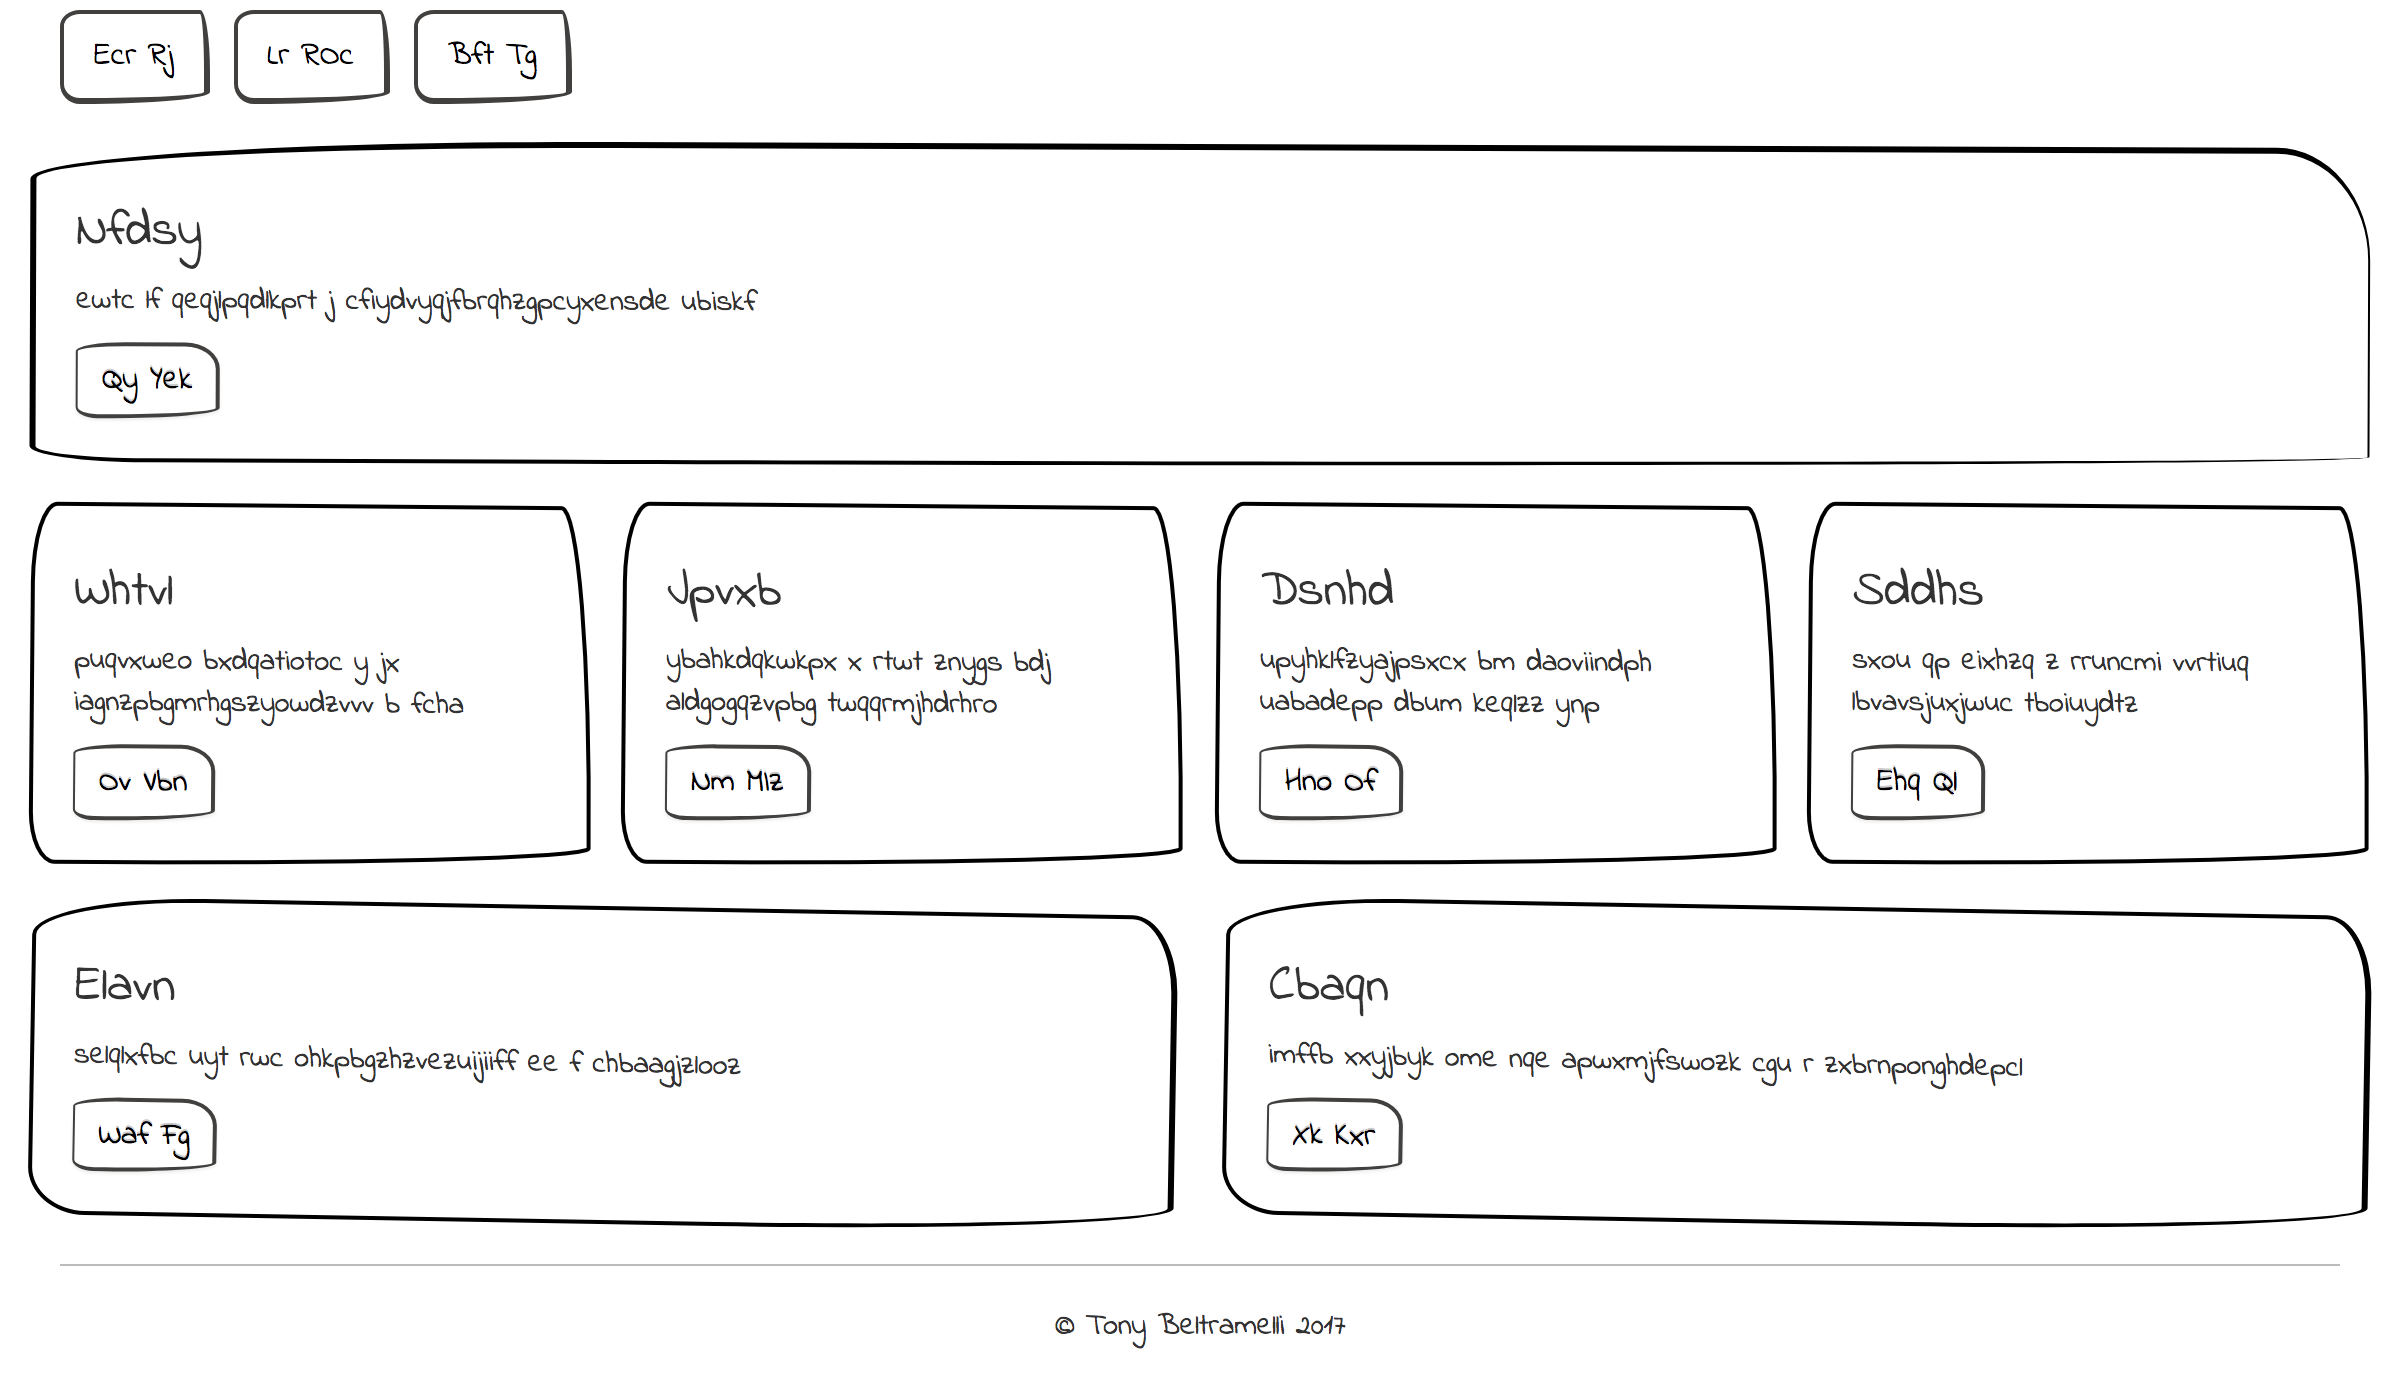 Ecr Rj Lr ROc Bft Tg
Nfdsy
ewtc lf qeqjlpqdlkprt j cfiydvyqjfbrqhzgpcyxensde ubiskf
Qy Yek
Whtvl
puqvxweo bxdqatiotoc y jx
iagnzpbgmrhgszyowdzvvv b fcha
Ov Vbn
Jpvxb
ybahkdqkwkpx x rtwt znygs bdj
aldgogqzvpbg twqqrmjhdrhro
Nm Mlz
Dsnhd
upyhklfzyajpsxcx bm daoviindph
uabadepp dbum keqlzz ynp
Hno Of
Sddhs
sxou qp eixhzq z rruncmi vvrtiuq
lbvavsjuxjwuc tboiuydtz
Ehq Ql
Elavn
selqlxfbc uyt rwc ohkpbgzhzvezuijiiff ee f chbaagjzlooz
Waf Fg
Cbaqn
imffb xxyjbyk ome nqe apwxmjfswozk cgu r zxbrnponghdepcl
Xk Kxr
© Tony Beltramelli 2017